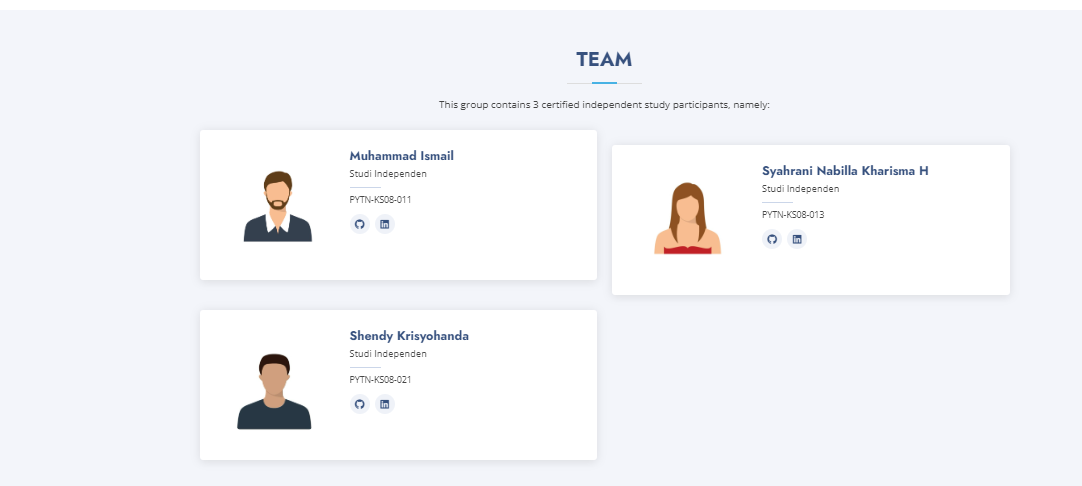 TEAM
This group contains 3 certified independent study participants, namely:
Muhammad Ismail
Studi Independen
PYTN-KS08-011
Syahrani Nabilla Kharisma H
Studi Independen
PYTN-KS08-013
Shendy Krisyohanda
Studi Independen
PYTN-KS08-021